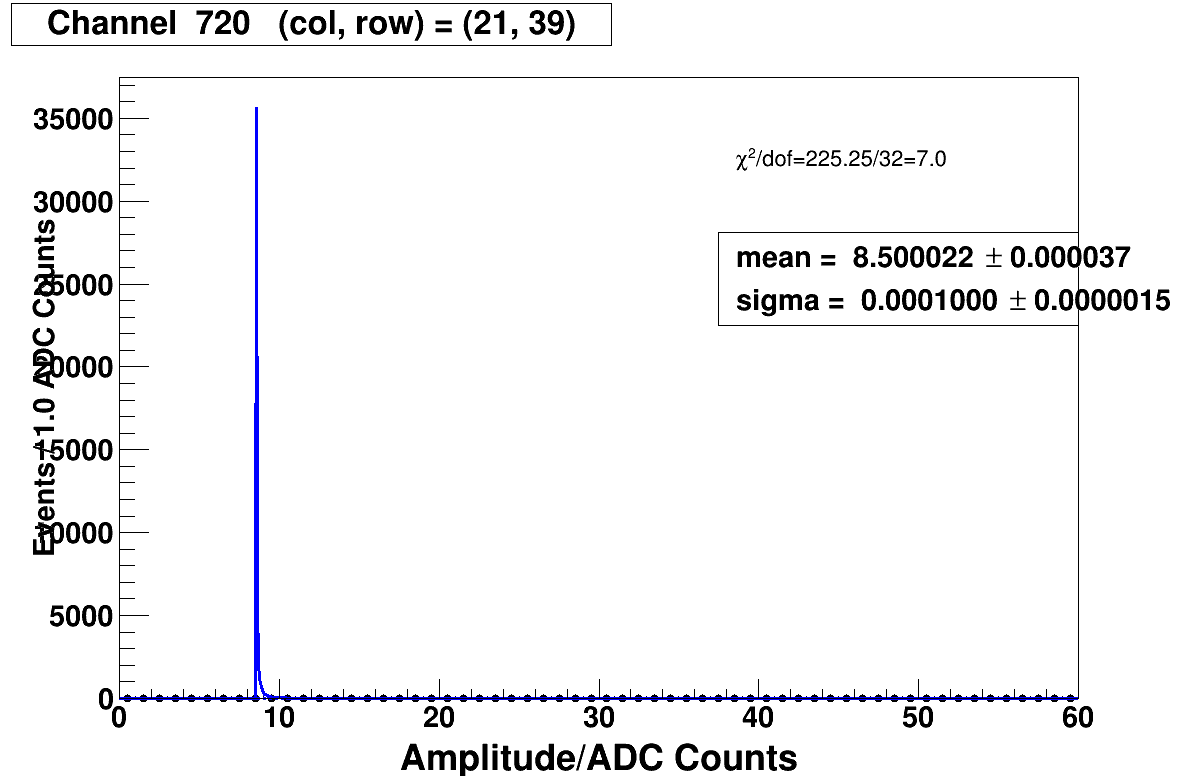 Channel 720 (col, row) = (21, 39)
χ²/dof=225.25/32=7.0
mean = 8.500022 ± 0.000037
sigma = 0.0001000 ± 0.0000015
35000
30000
25000
20000
15000
10000
5000
0
Events / 1.0 ADC Counts
0 10 20 30 40 50 60
Amplitude/ADC Counts